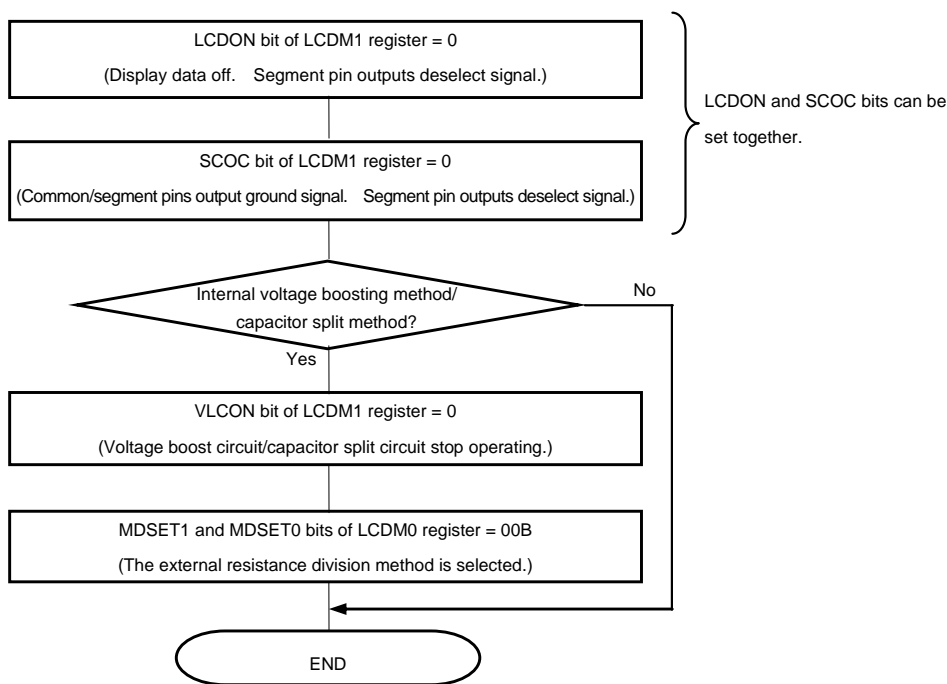 LCDON bit of LCDM1 register = 0
(Display data off. Segment pin outputs deselect signal.)
LCDON and SCOC bits can be
set together.
SCOC bit of LCDM1 register = 0
(Common/segment pins output ground signal. Segment pin outputs deselect signal.)
Internal voltage boosting method/
capacitor split method?
No
Yes
VLCON bit of LCDM1 register = 0
(Voltage boost circuit/capacitor split circuit stop operating.)
MDSET1 and MDSET0 bits of LCDM0 register = 00B
(The external resistance division method is selected.)
END